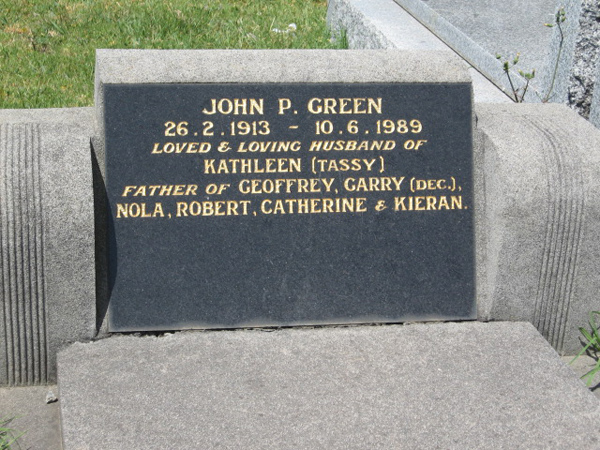 JOHN P. GREEN
26.2.1913 - 10.6.1989
LOVED & LOVING HUSBAND OF
KATHLEEN (TASSY)
FATHER OF GEOFFREY, GARRY (DEC.),
NOLA, ROBERT, CATHERINE & KIERAN.